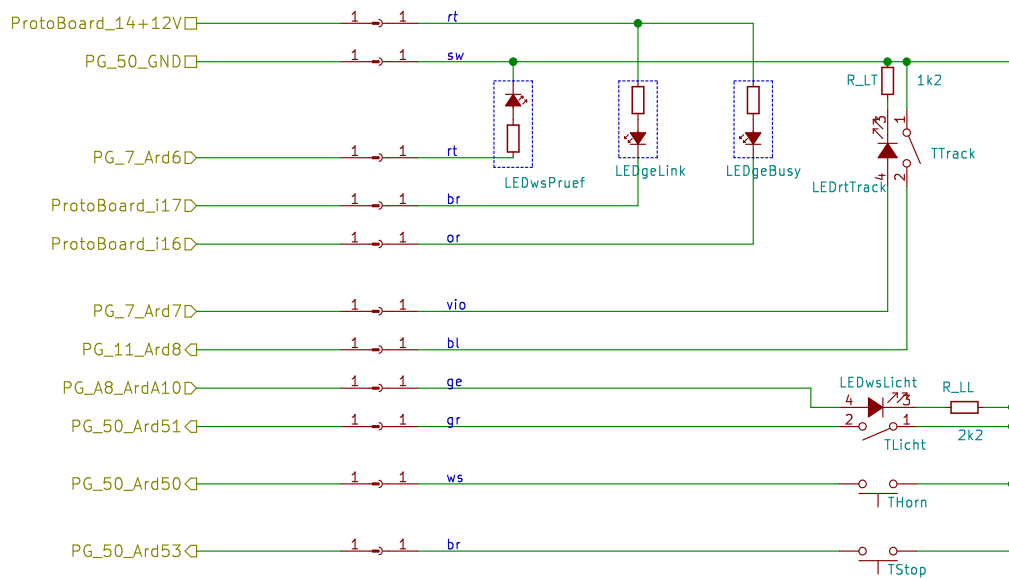 ProtoBoard_14+12V 1 1 rt
PG_50_GND 1 1 sw
R_LT 1k2
3 1
PG_7_Ard6 1 1 rt
TTrack
LEDwsPruef LEDgeLink LEDgeBusy 4 2
LEDrtTrack
ProtoBoard_i17 1 1 br
ProtoBoard_i16 1 1 or
PG_7_Ard7 1 1 vio
PG_11_Ard8 1 1 bl
PG_A8_ArdA10 1 1 ge
LEDwsLicht R_LL
4 3
PG_50_Ard51 1 1 gr 2 1
2k2
TLicht
PG_50_Ard50 1 1 ws
THorn
PG_50_Ard53 1 1 br
TStop